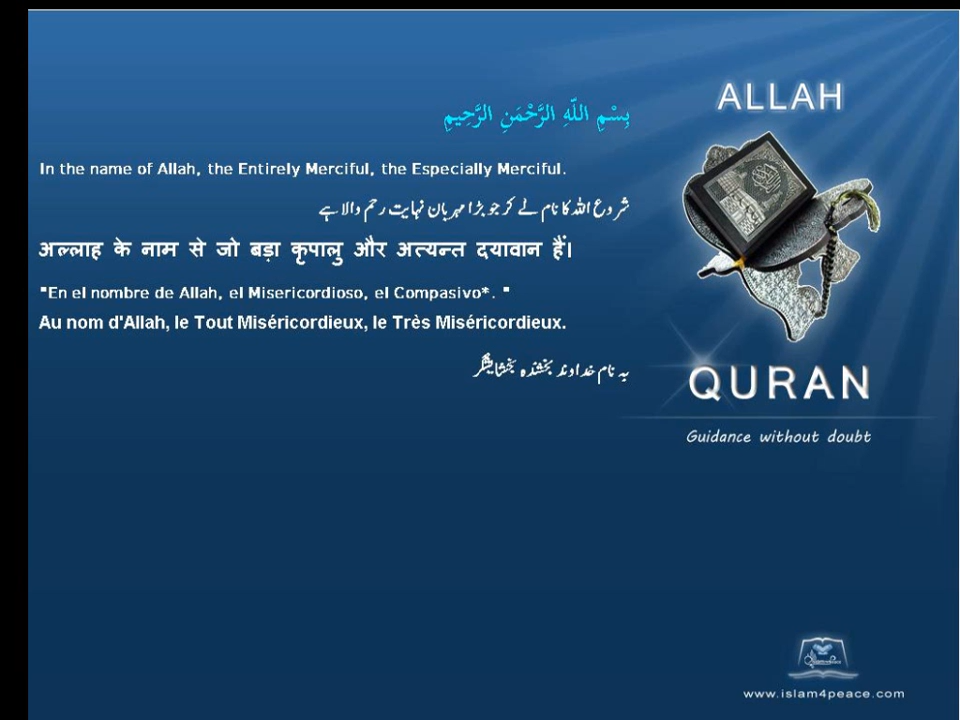 بِسْمِ اللَّهِ الرَّحْمَنِ الرَّحِيمِ
In the name of Allah, the Entirely Merciful, the Especially Merciful.
شروع الله کا نام لے کر جو بڑا مہربان نہایت رحم والا ہے
अल्लाह के नाम से जो बड़ा कृपालु और अत्यन्त दयावान हैं।
"En el nombre de Allah, el Misericordioso, el Compasivo*. "
Au nom d'Allah, le Tout Miséricordieux, le Très Miséricordieux.
به نام خداوند بخشنده بخشایشگر
ALLAH
QURAN
Guidance without doubt
www.islam4peace.com